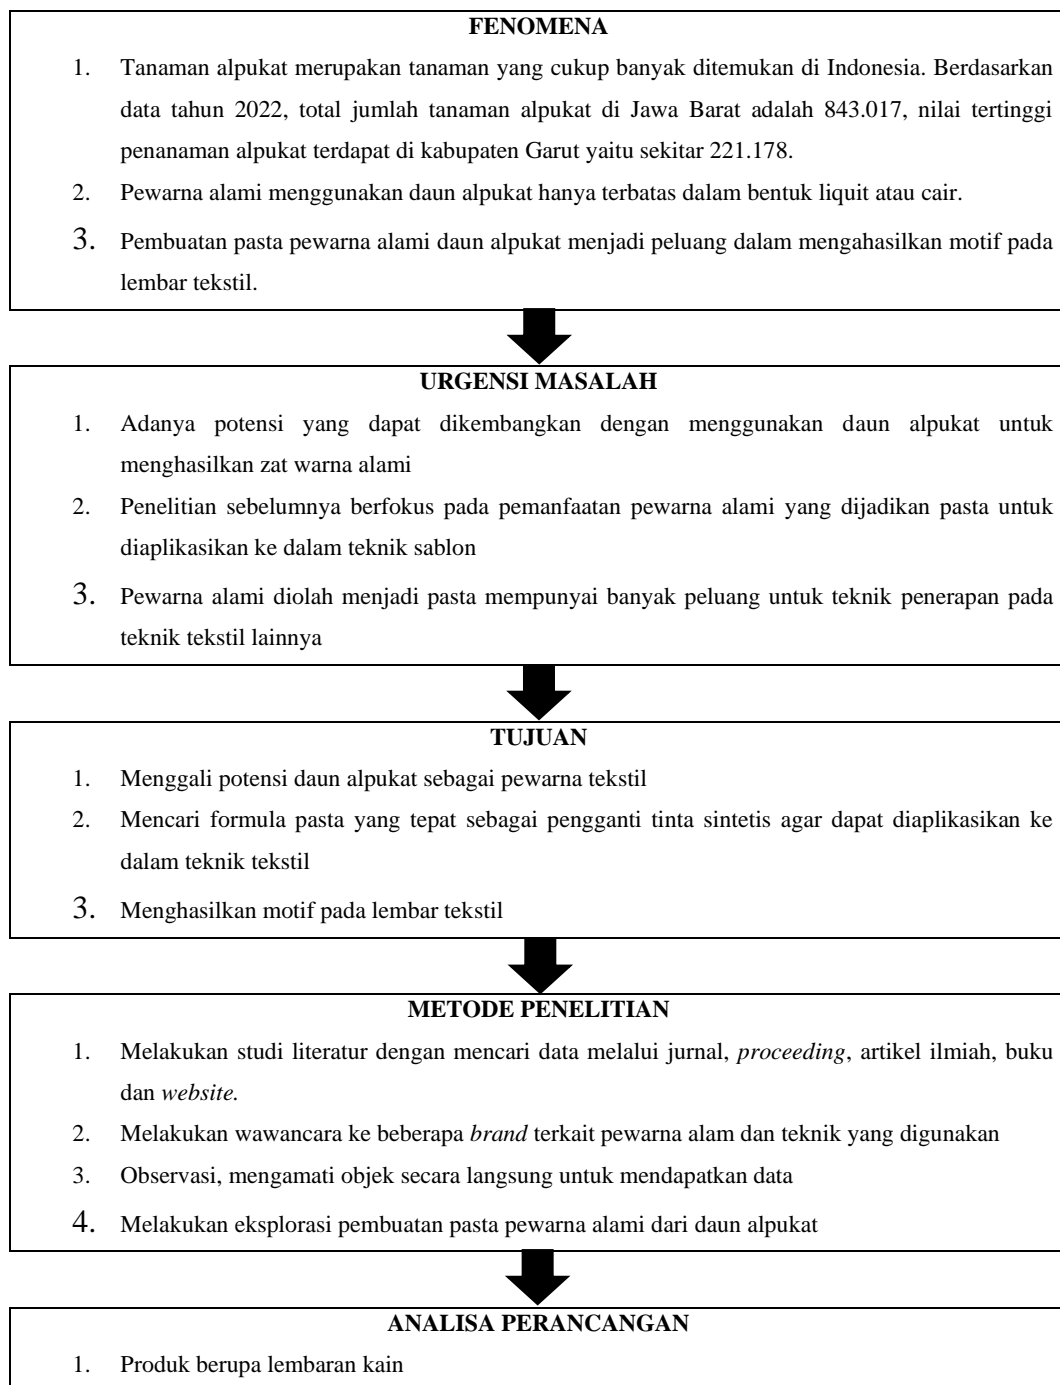 FENOMENA
1. Tanaman alpukat merupakan tanaman yang cukup banyak ditemukan di Indonesia. Berdasarkan
data tahun 2022, total jumlah tanaman alpukat di Jawa Barat adalah 843.017, nilai tertinggi
penanaman alpukat terdapat di kabupaten Garut yaitu sekitar 221.178.
2. Pewarna alami menggunakan daun alpukat hanya terbatas dalam bentuk liquit atau cair.
3. Pembuatan pasta pewarna alami daun alpukat menjadi peluang dalam mengahasilkan motif pada
lembar tekstil.
URGENSI MASALAH
1. Adanya potensi yang dapat dikembangkan dengan menggunakan daun alpukat untuk
menghasilkan zat warna alami
2. Penelitian sebelumnya berfokus pada pemanfaatan pewarna alami yang dijadikan pasta untuk
diaplikasikan ke dalam teknik sablon
3. Pewarna alami diolah menjadi pasta mempunyai banyak peluang untuk teknik penerapan pada
teknik tekstil lainnya
TUJUAN
1. Menggali potensi daun alpukat sebagai pewarna tekstil
2. Mencari formula pasta yang tepat sebagai pengganti tinta sintetis agar dapat diaplikasikan ke
dalam teknik tekstil
3. Menghasilkan motif pada lembar tekstil
METODE PENELITIAN
1. Melakukan studi literatur dengan mencari data melalui jurnal, proceeding, artikel ilmiah, buku
dan website.
2. Melakukan wawancara ke beberapa brand terkait pewarna alam dan teknik yang digunakan
3. Observasi, mengamati objek secara langsung untuk mendapatkan data
4. Melakukan eksplorasi pembuatan pasta pewarna alami dari daun alpukat
ANALISA PERANCANGAN
1. Produk berupa lembaran kain